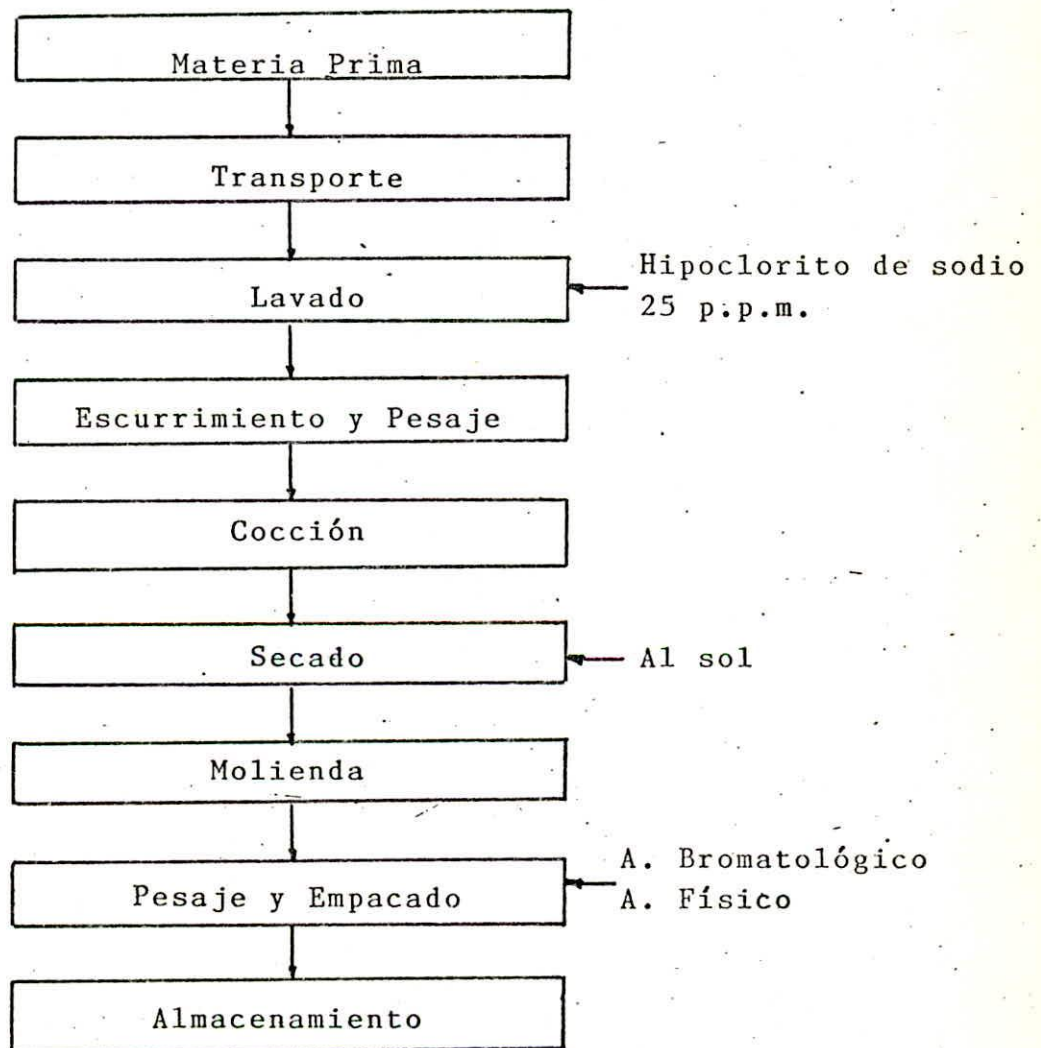 Materia Prima
Transporte
Lavado
Hipoclorito de sodio
25 p.p.m.
Escurrimiento y Pesaje
Cocción
Secado
Al sol
Molienda
Pesaje y Empacado
A. Bromatológico
A. Físico
Almacenamiento